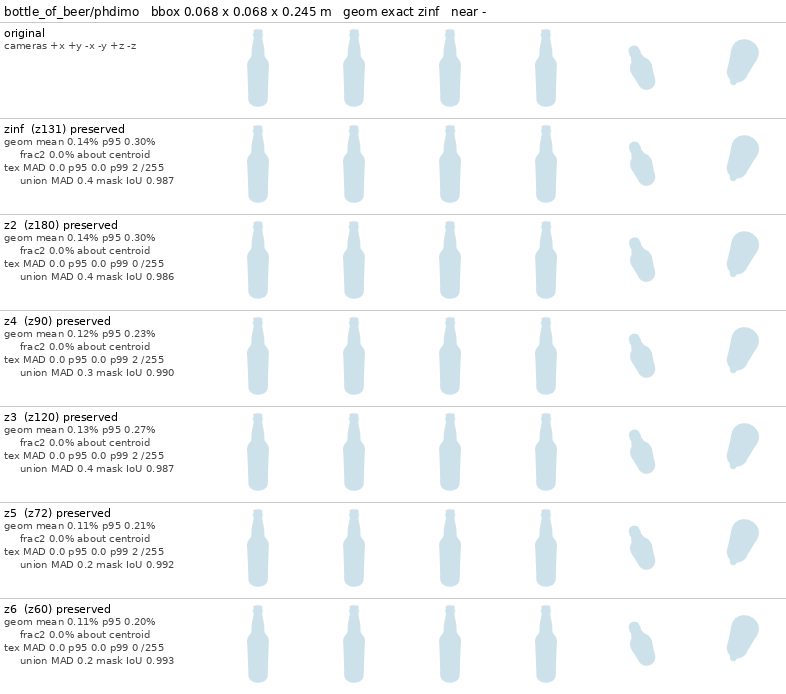 bottle_of_beer/phdimo   bbox 0.068 x 0.068 x 0.245 m   geom exact zinf   near -
original
cameras +x +y -x -y +z -z
zinf  (z131) preserved
geom mean 0.14% p95 0.30%
frac2 0.0% about centroid
tex MAD 0.0 p95 0.0 p99 2 /255
union MAD 0.4 mask IoU 0.987
z2  (z180) preserved
geom mean 0.14% p95 0.30%
frac2 0.0% about centroid
tex MAD 0.0 p95 0.0 p99 2 /255
union MAD 0.4 mask IoU 0.986
z4  (z90) preserved
geom mean 0.12% p95 0.23%
frac2 0.0% about centroid
tex MAD 0.0 p95 0.0 p99 2 /255
union MAD 0.3 mask IoU 0.990
z3  (z120) preserved
geom mean 0.13% p95 0.27%
frac2 0.0% about centroid
tex MAD 0.0 p95 0.0 p99 2 /255
union MAD 0.4 mask IoU 0.987
z5  (z72) preserved
geom mean 0.11% p95 0.21%
frac2 0.0% about centroid
tex MAD 0.0 p95 0.0 p99 2 /255
union MAD 0.2 mask IoU 0.992
z6  (z60) preserved
geom mean 0.11% p95 0.20%
frac2 0.0% about centroid
tex MAD 0.0 p95 0.0 p99 0 /255
union MAD 0.2 mask IoU 0.993